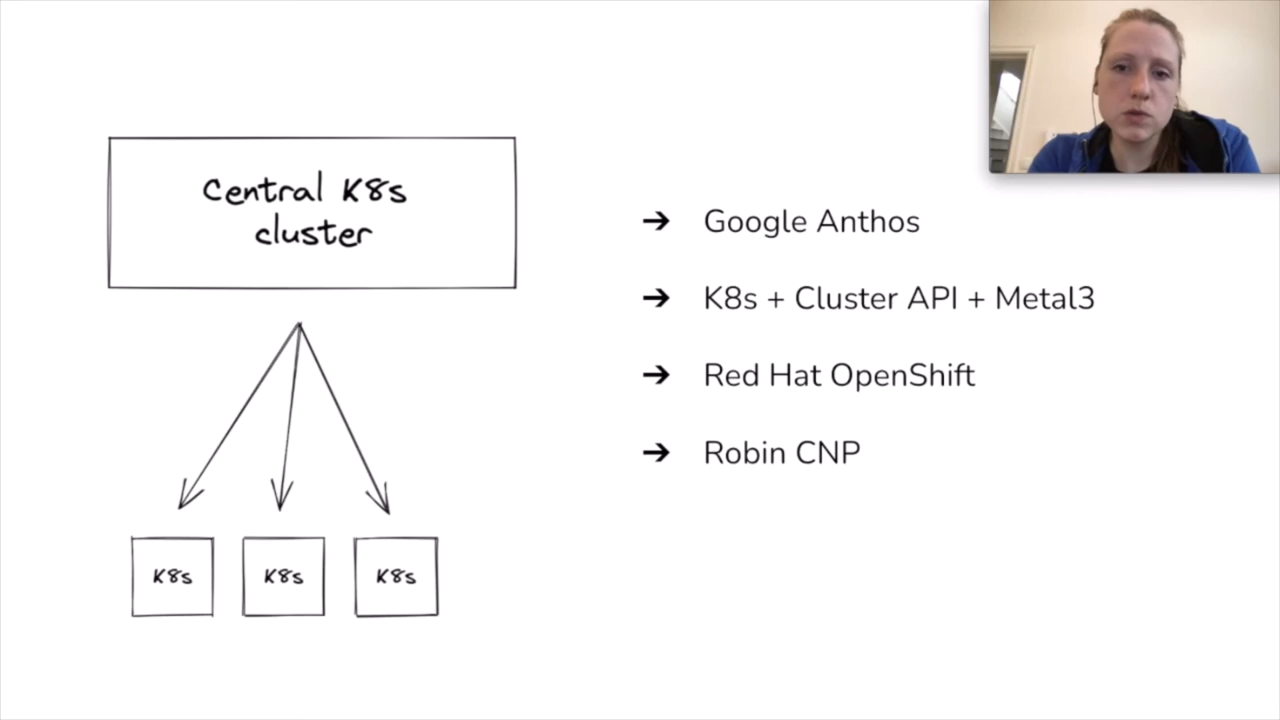 Central K8s
cluster
K8s
K8s
K8s
➔ Google Anthos
➔ K8s + Cluster API + Metal3
➔ Red Hat OpenShift
➔ Robin CNP